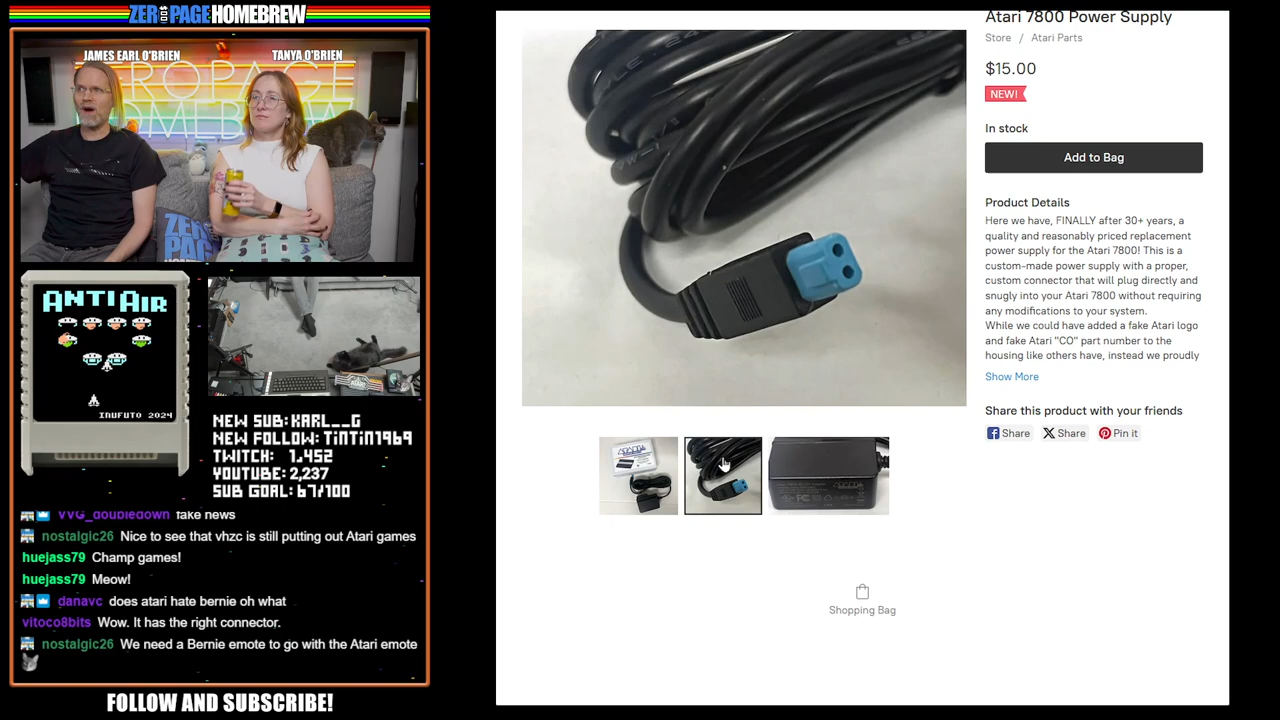 ZEROPAGE HOMEBREW
JAMES EARL O'BRIEN
TANYA O'BRIEN
ANTIAIR
INUFUTO 2024
NEW SUB: KARL__G
NEW FOLLOW: TINTIN1969
TWITCH: 1,452
YOUTUBE: 2,237
SUB GOAL: 67/100
VVG_doubledown fake news
nostalgic26 Nice to see that vhzc is still putting out Atari games
huejass79 Champ games!
huejass79 Meow!
danavc does atari hate bernie oh what
vitoco8bits Wow. It has the right connector.
nostalgic26 We need a Bernie emote to go with the Atari emote
FOLLOW AND SUBSCRIBE!
Atari 7800 Power Supply
Store / Atari Parts
$15.00
NEW!
In stock
Add to Bag
Product Details
Here we have, FINALLY after 30+ years, a
quality and reasonably priced replacement
power supply for the Atari 7800! This is a
custom-made power supply with a proper,
custom connector that will plug directly and
snugly into your Atari 7800 without requiring
any modifications to your system.
While we could have added a fake Atari logo
and fake Atari "CO" part number to the
housing like others have, instead we proudly
Show More
Share this product with your friends
Share
Share
Pin it
Shopping Bag